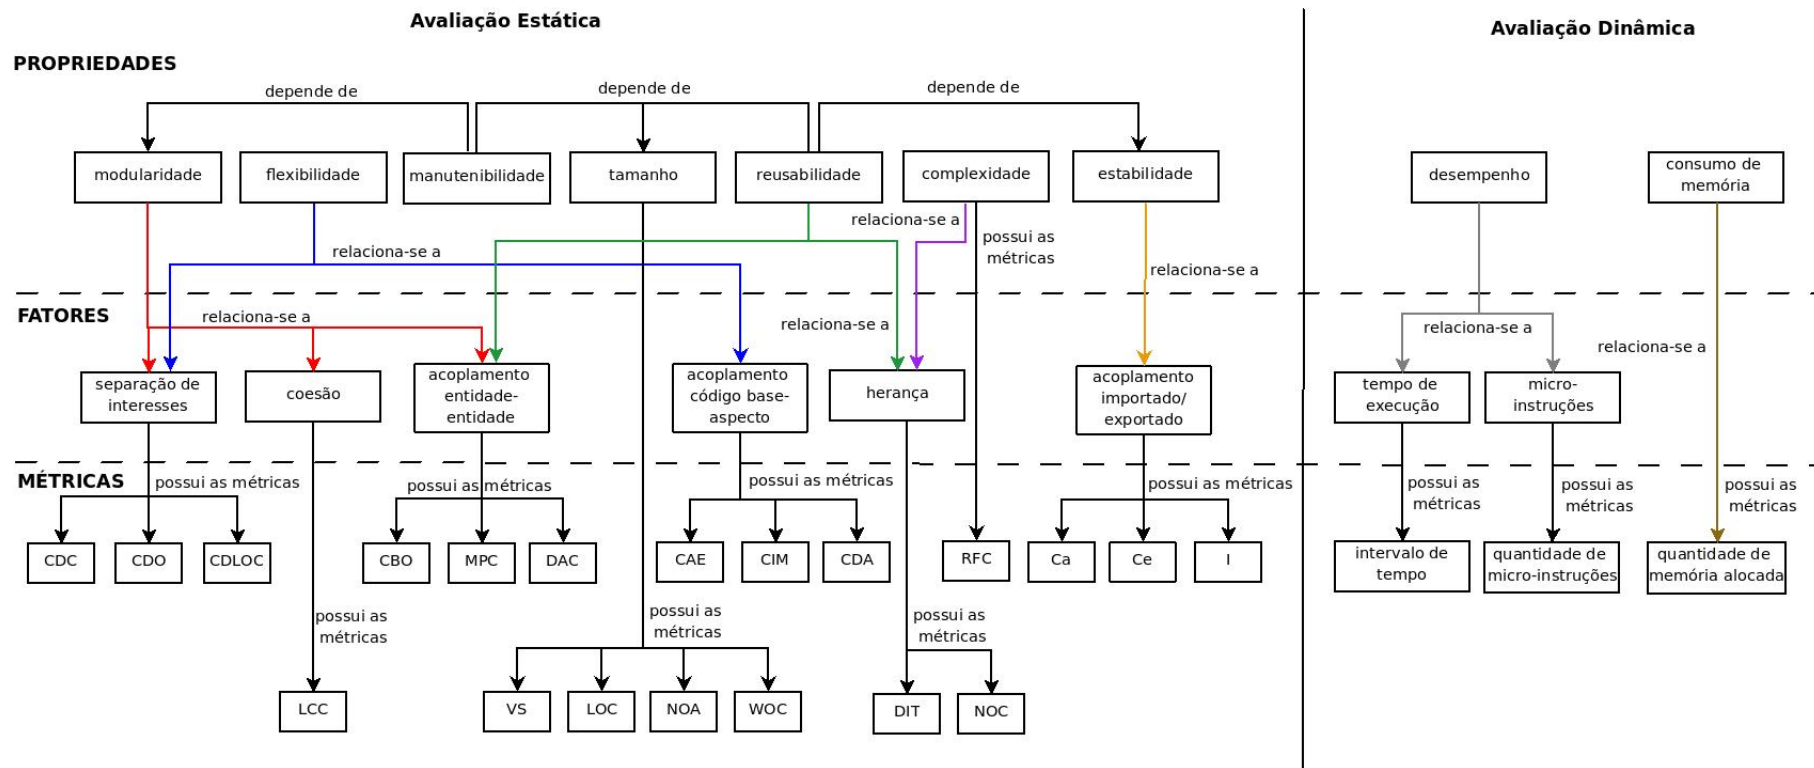 Avaliação Estática
Avaliação Dinâmica
PROPRIEDADES
depende de
depende de
depende de
modularidade
flexibilidade
manutenibilidade
tamanho
reusabilidade
complexidade
estabilidade
desempenho
consumo de
memória
relaciona-se a
relaciona-se a
possui as
métricas
relaciona-se a
FATORES
relaciona-se a
relaciona-se a
relaciona-se a
relaciona-se a
separação de
interesses
coesão
acoplamento
entidade-
entidade
acoplamento
código base-
aspecto
herança
acoplamento
importado/
exportado
tempo de
execução
micro-
instruções
MÉTRICAS
possui as métricas
possui as métricas
possui as métricas
possui as métricas
possui as
métricas
possui as
métricas
possui as
métricas
CDC
CDO
CDLOC
CBO
MPC
DAC
CAE
CIM
CDA
RFC
Ca
Ce
I
intervalo de
tempo
quantidade de
micro-instruções
quantidade de
memória alocada
possui as
métricas
possui as
métricas
possui as
métricas
LCC
VS
LOC
NOA
WOC
DIT
NOC